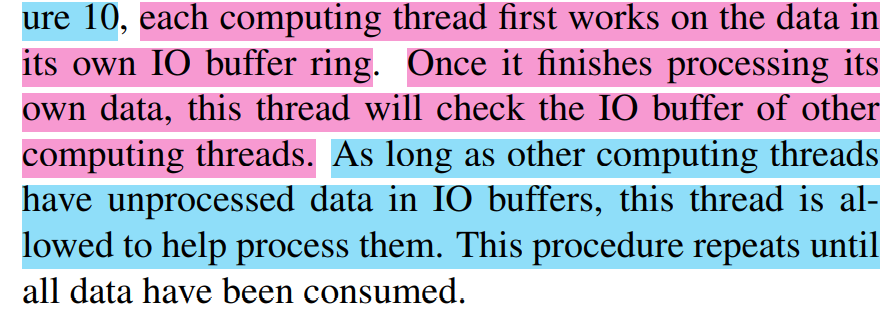 ure 10, each computing thread first works on the data in
its own IO buffer ring. Once it finishes processing its
own data, this thread will check the IO buffer of other
computing threads. As long as other computing threads
have unprocessed data in IO buffers, this thread is al-
lowed to help process them. This procedure repeats until
all data have been consumed.